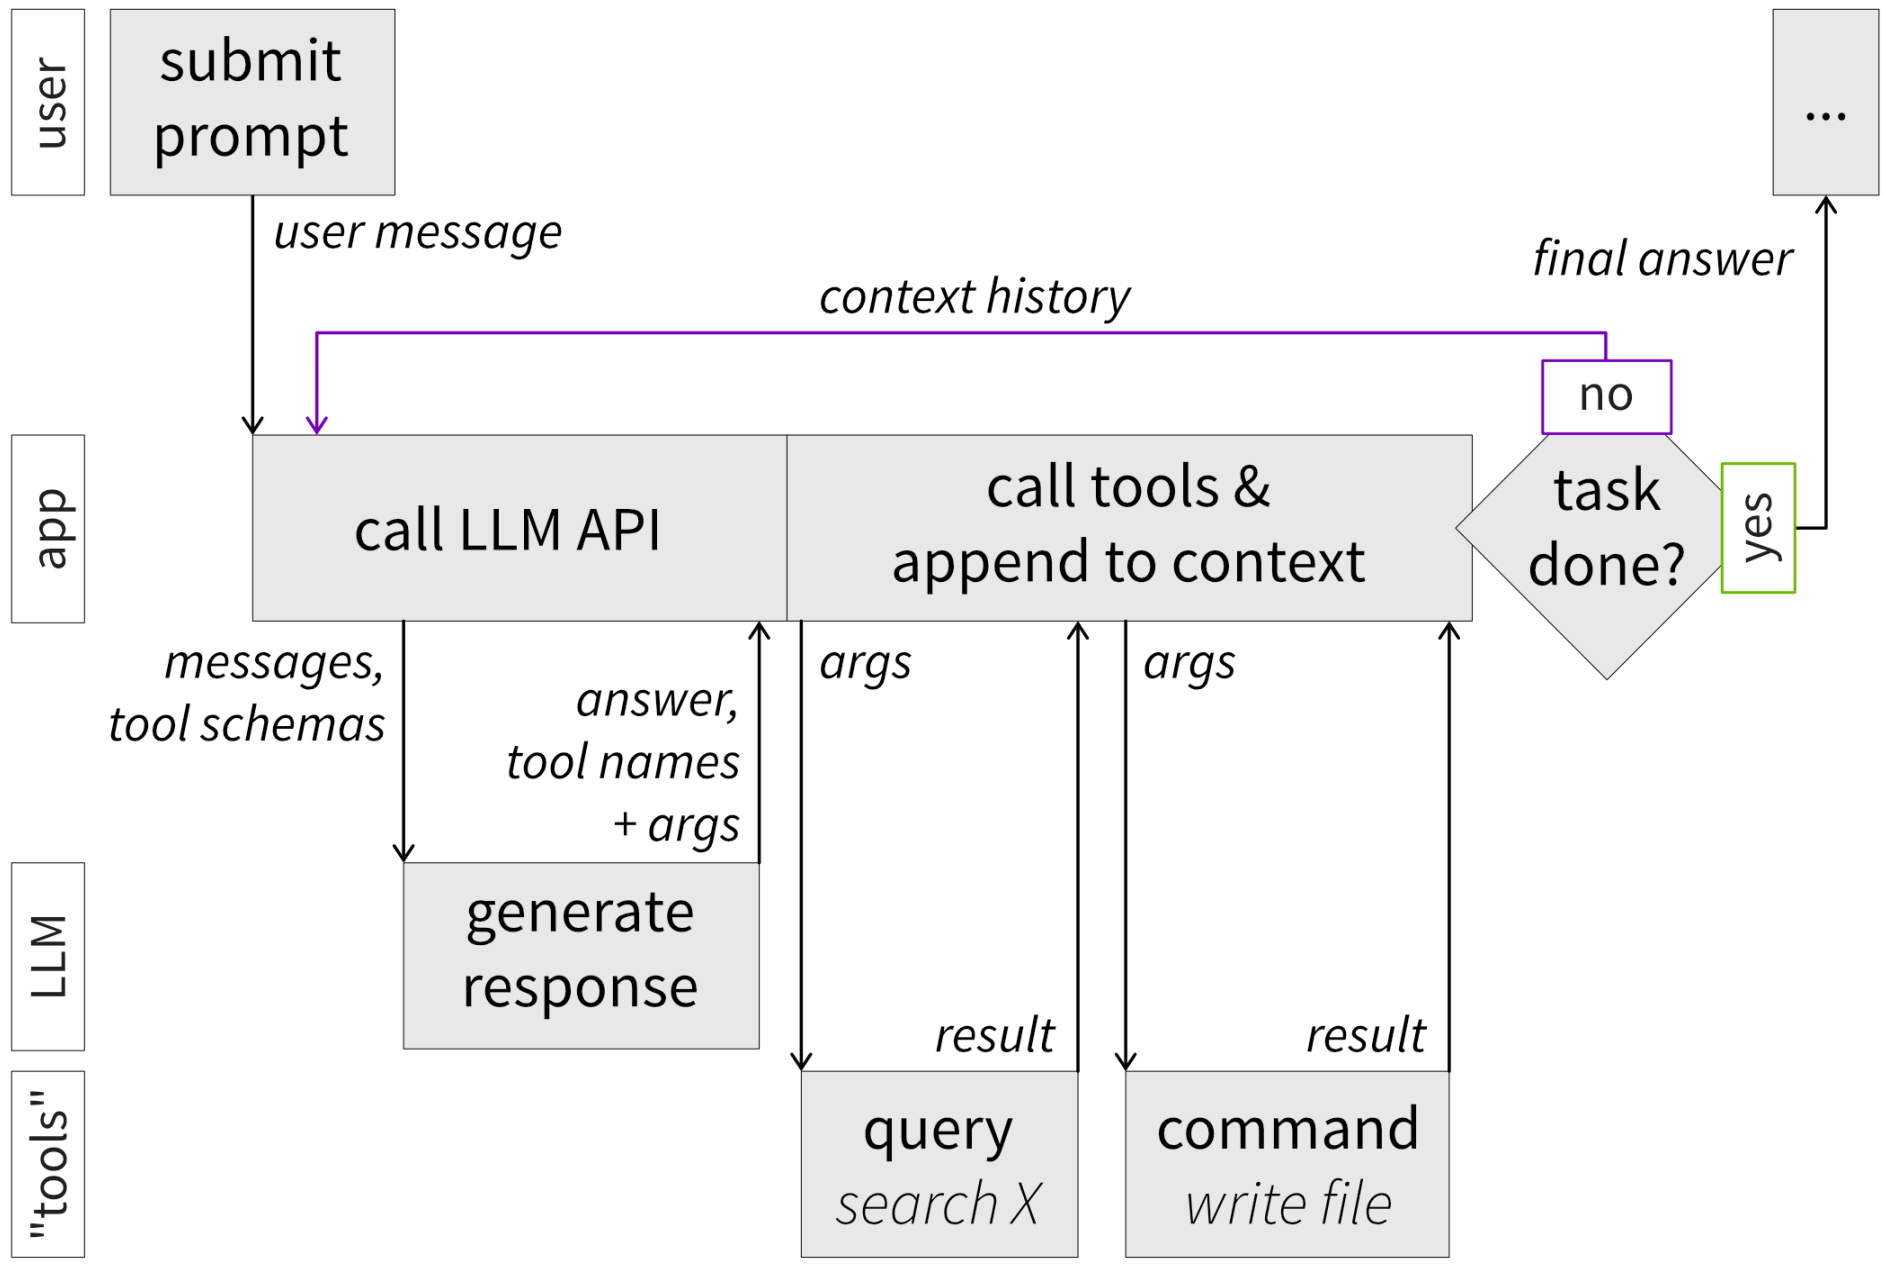 user
submit
prompt
...
user message
final answer
context history
no
app
call LLM API
call tools &
append to context
task
done?
yes
messages,
tool schemas
answer,
tool names
+ args
args
args
LLM
generate
response
result
result
"tools"
query
search X
command
write file